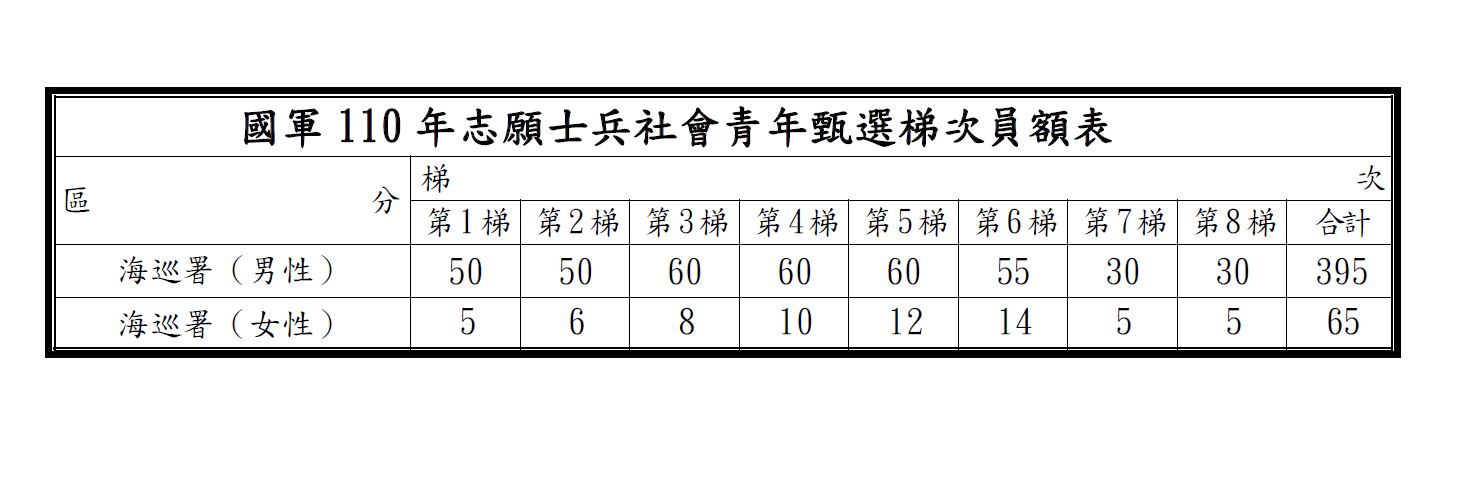 國軍 110 年志願士兵社會青年甄選梯次員額表
區 分 梯 次
第1梯 第2梯 第3梯 第4梯 第5梯 第6梯 第7梯 第8梯 合計
海巡署（男性） 50 50 60 60 60 55 30 30 395
海巡署（女性） 5 6 8 10 12 14 5 5 65